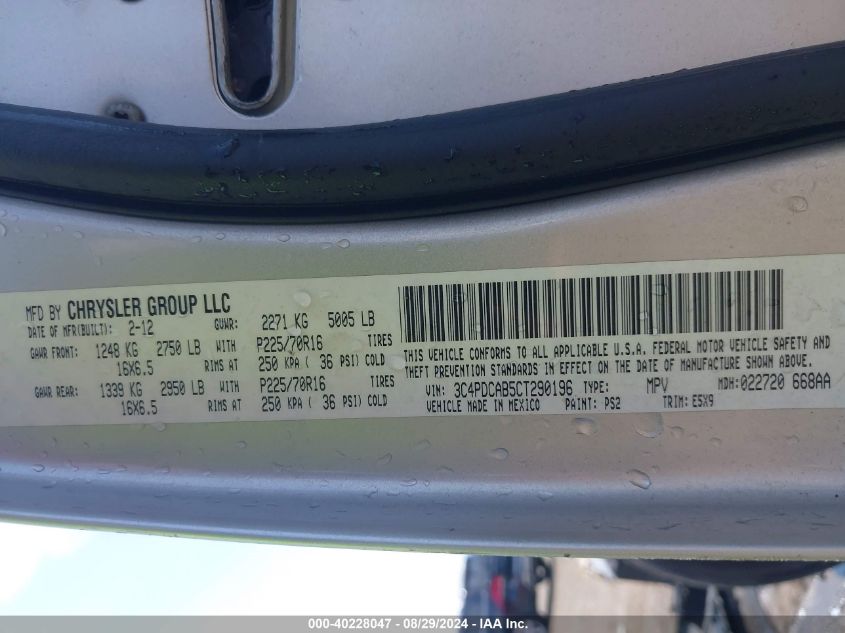 MFD BY CHRYSLER GROUP LLC
DATE OF MFR(BUILT): 2-12 GVWR: 2271 KG 5005 LB
GAWR FRONT: 1248 KG 2750 LB WITH P225/70R16 TIRES
16X6.5 RIMS AT 250 KPA ( 36 PSI) COLD
GAWR REAR: 1339 KG 2950 LB WITH P225/70R16 TIRES
16X6.5 RIMS AT 250 KPA ( 36 PSI) COLD
THIS VEHICLE CONFORMS TO ALL APPLICABLE U.S.A. FEDERAL MOTOR VEHICLE SAFETY AND
THEFT PREVENTION STANDARDS IN EFFECT ON THE DATE OF MANUFACTURE SHOWN ABOVE.
VIN: 3C4PDCAB5CT290196 TYPE: MPV MDH: 022720 668AA
VEHICLE MADE IN MEXICO PAINT: PS2 TRIM: E5X9
000-40228047 - 08/29/2024 - IAAI.com